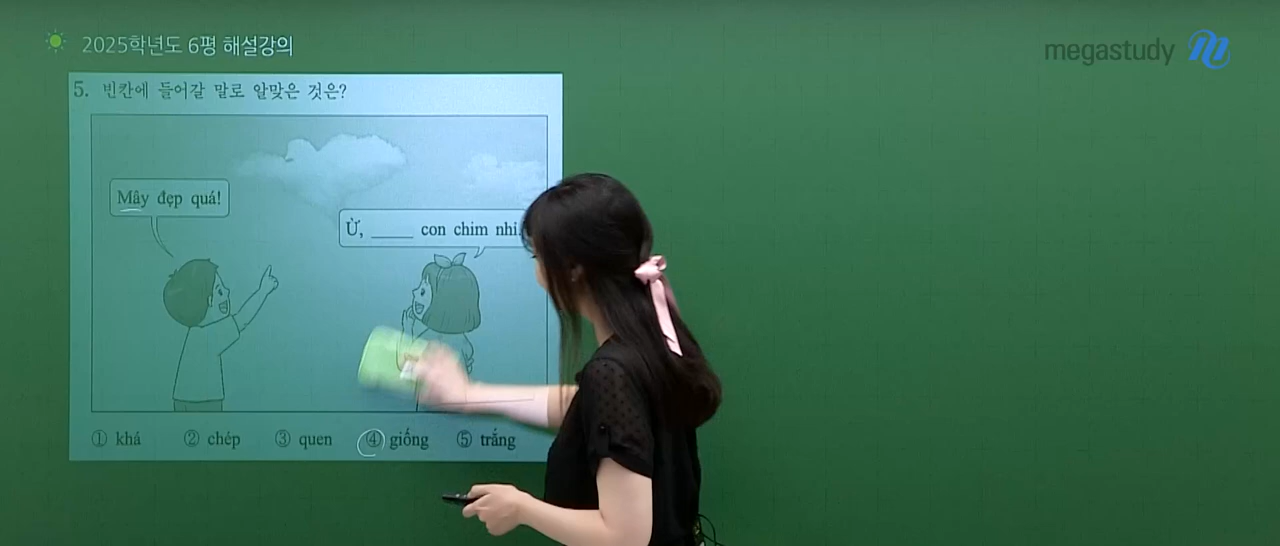 2025학년도 6평 해설강의
megastudy
5. 빈칸에 들어갈 말로 알맞은 것은?
Mây đẹp quá!
Ừ, _____ con chim nhỉ.
① khá ② chép ③ quen ④ giống ⑤ trắng